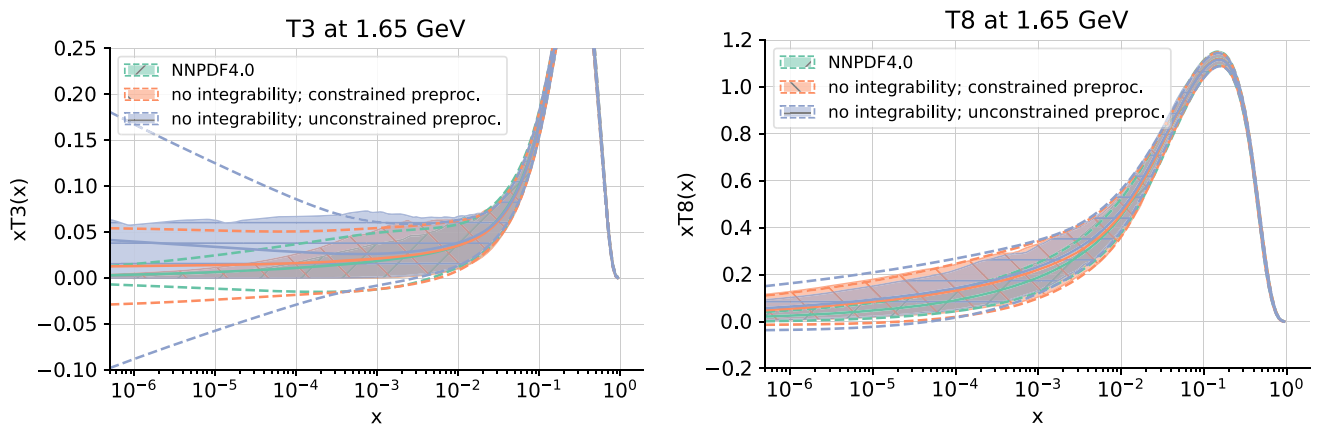 T3 at 1.65 GeV
0.25
0.20
0.15
0.10
0.05
0.00
−0.05
−0.10
xT3(x)
NNPDF4.0
no integrability; constrained preproc.
no integrability; unconstrained preproc.
10⁻⁶ 10⁻⁵ 10⁻⁴ 10⁻³ 10⁻² 10⁻¹ 10⁰
x
T8 at 1.65 GeV
1.2
1.0
0.8
0.6
0.4
0.2
0.0
−0.2
xT8(x)
NNPDF4.0
no integrability; constrained preproc.
no integrability; unconstrained preproc.
10⁻⁶ 10⁻⁵ 10⁻⁴ 10⁻³ 10⁻² 10⁻¹ 10⁰
x